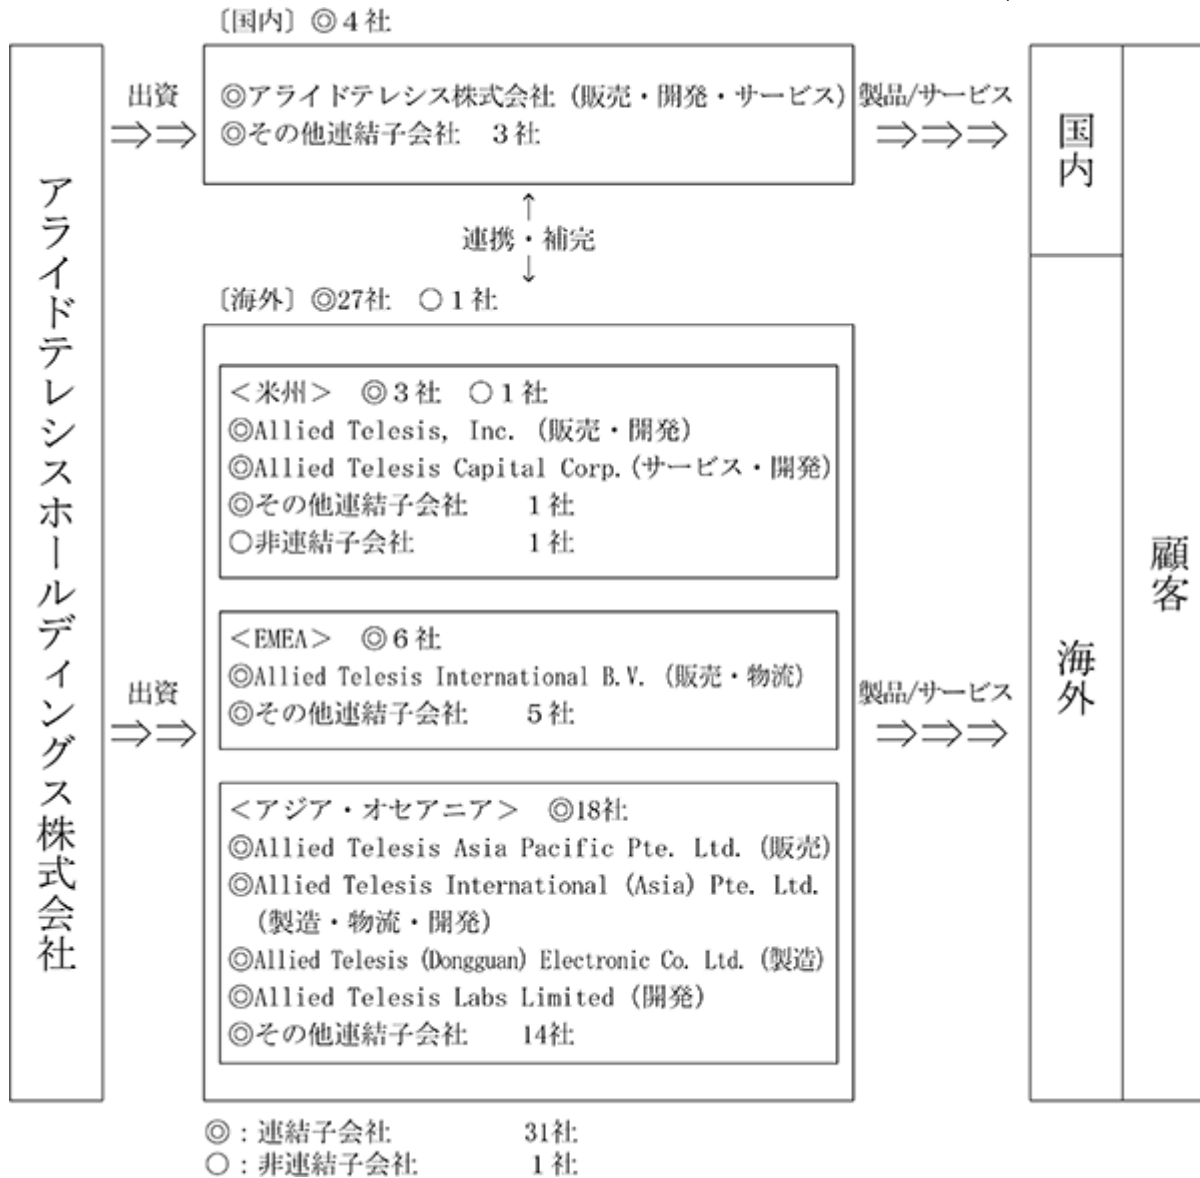 〔国内〕◎４社
アライドテレシスホールディングス株式会社
出資
⇒⇒
◎アライドテレシス株式会社（販売・開発・サービス）
◎その他連結子会社　３社
製品/サービス
⇒⇒⇒
国内
↑
連携・補完
↓
〔海外〕◎27社　○１社
＜米州＞　◎３社　○１社
◎Allied Telesis, Inc.（販売・開発）
◎Allied Telesis Capital Corp.（サービス・開発）
◎その他連結子会社　　１社
○非連結子会社　　　　１社
＜EMEA＞　◎６社
◎Allied Telesis International B.V.（販売・物流）
◎その他連結子会社　　５社
出資
⇒⇒
製品/サービス
⇒⇒⇒
海外
顧客
＜アジア・オセアニア＞　◎18社
◎Allied Telesis Asia Pacific Pte. Ltd.（販売）
◎Allied Telesis International (Asia) Pte. Ltd.
（製造・物流・開発）
◎Allied Telesis (Dongguan) Electronic Co. Ltd.（製造）
◎Allied Telesis Labs Limited（開発）
◎その他連結子会社　　14社
◎：連結子会社　　　　31社
○：非連結子会社　　　１社